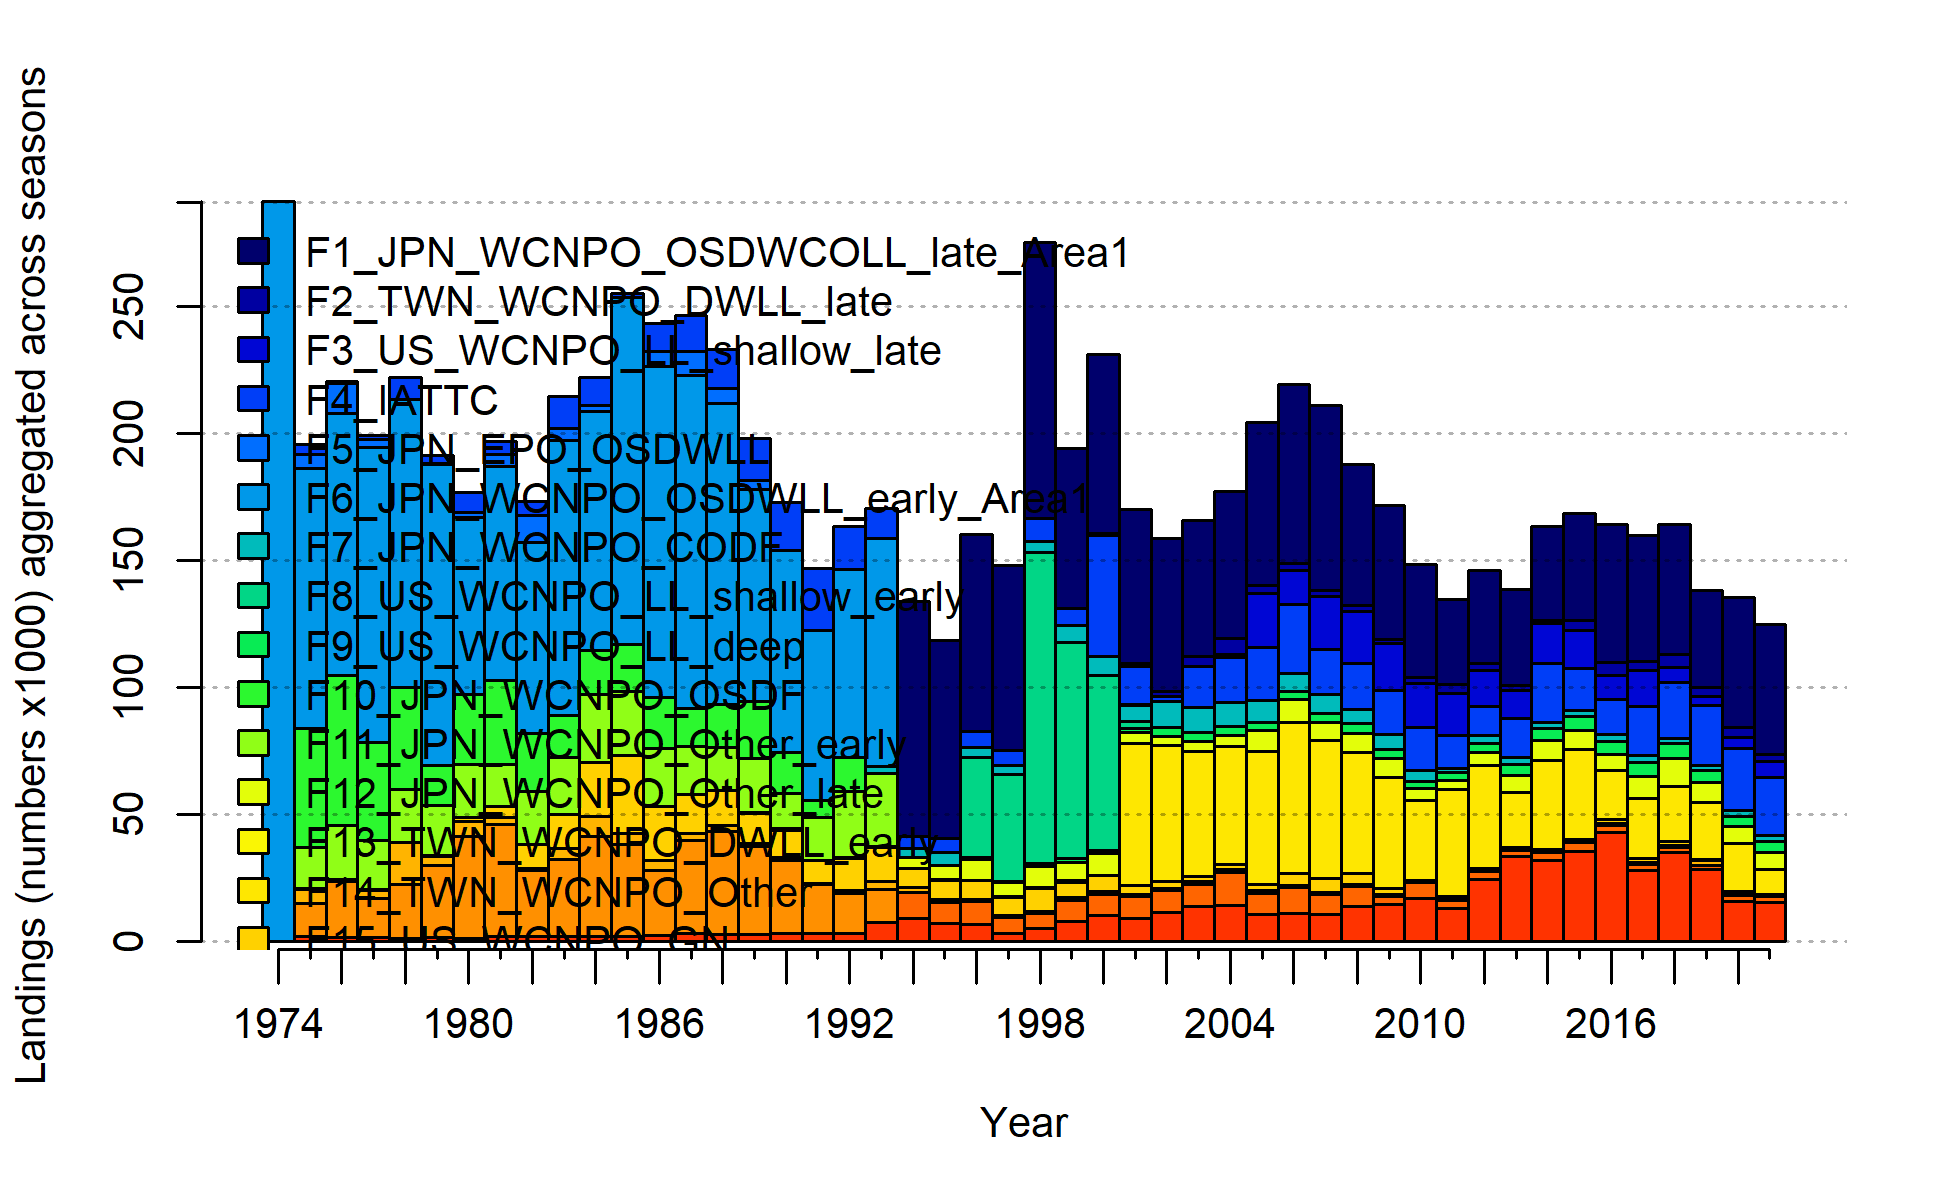 Landings (numbers x1000) aggregated across seasons
250
200
150
100
50
0
F1_JPN_WCNPO_OSDWCOLL_late_Area1
F2_TWN_WCNPO_DWLL_late
F3_US_WCNPO_LL_shallow_late
F4_IATTC
F5_JPN_EPO_OSDWLL
F6_JPN_WCNPO_OSDWLL_early_Area1
F7_JPN_WCNPO_CODF
F8_US_WCNPO_LL_shallow_early
F9_US_WCNPO_LL_deep
F10_JPN_WCNPO_OSDF
F11_JPN_WCNPO_Other_early
F12_JPN_WCNPO_Other_late
F13_TWN_WCNPO_DWLL_early
F14_TWN_WCNPO_Other
F15_US_WCNPO_GN
1974 1980 1986 1992 1998 2004 2010 2016
Year